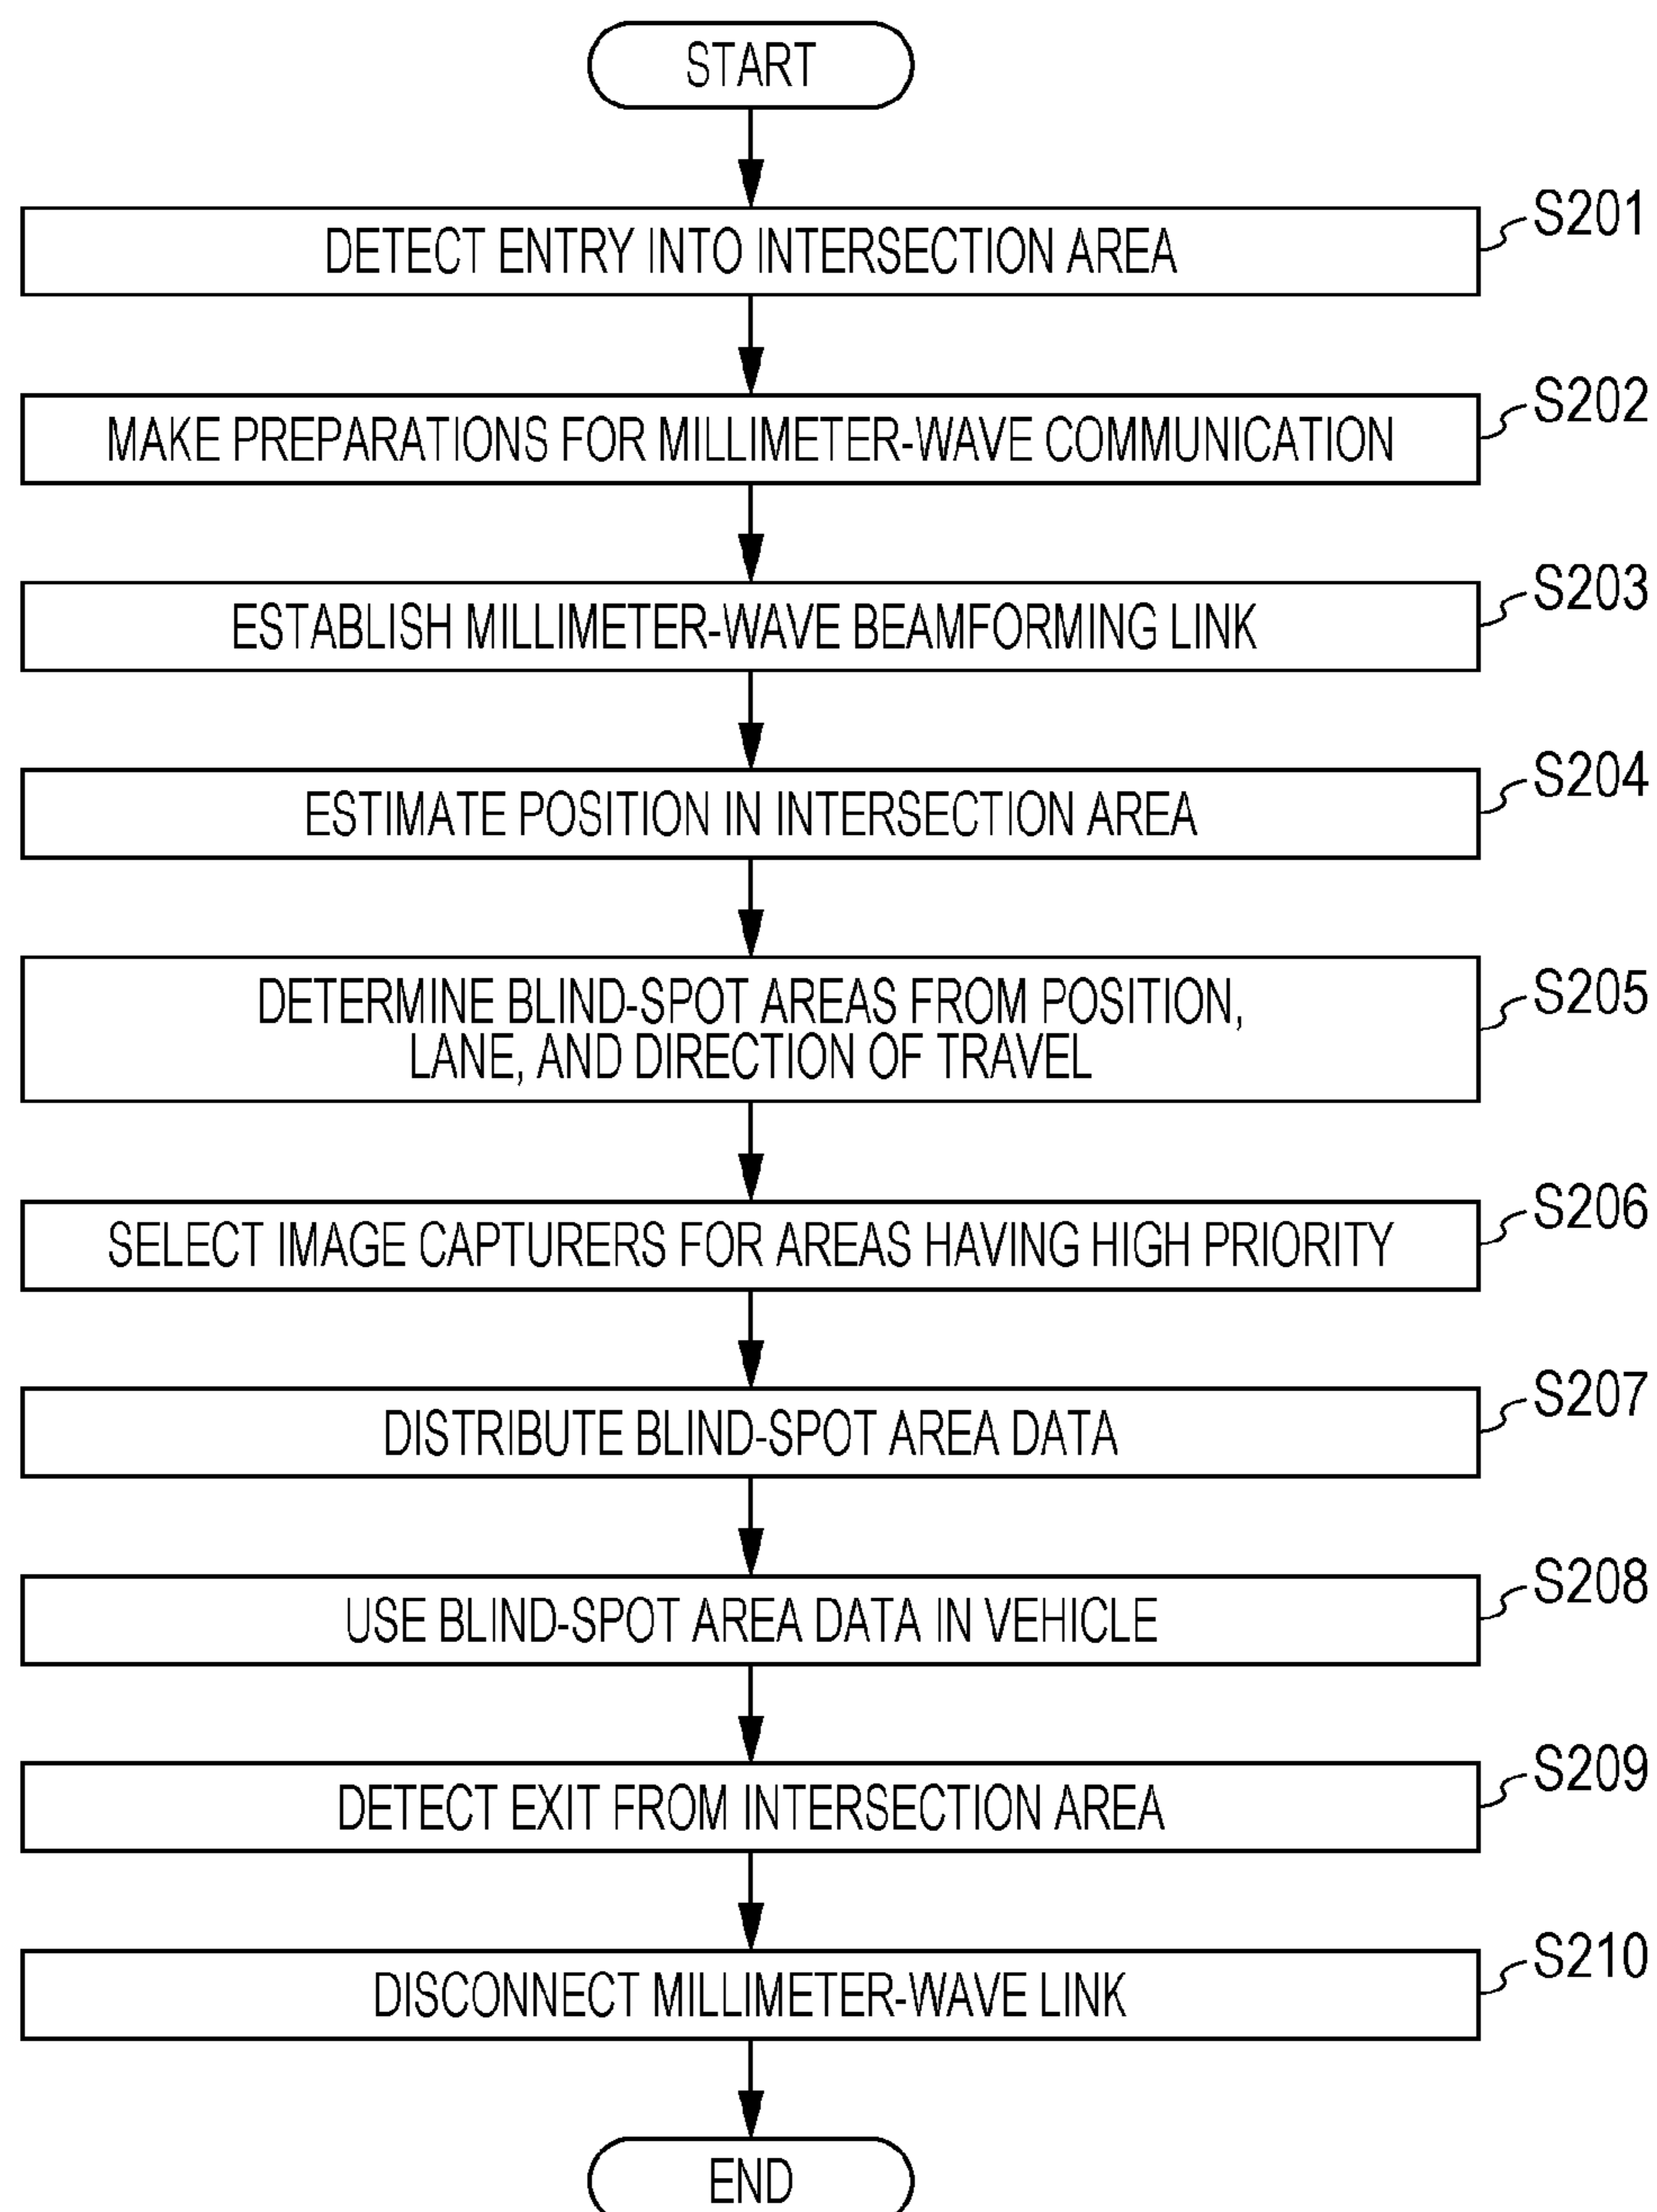 START
S201
DETECT ENTRY INTO INTERSECTION AREA
S202
MAKE PREPARATIONS FOR MILLIMETER-WAVE COMMUNICATION
S203
ESTABLISH MILLIMETER-WAVE BEAMFORMING LINK
S204
ESTIMATE POSITION IN INTERSECTION AREA
S205
DETERMINE BLIND-SPOT AREAS FROM POSITION,
LANE, AND DIRECTION OF TRAVEL
S206
SELECT IMAGE CAPTURERS FOR AREAS HAVING HIGH PRIORITY
S207
DISTRIBUTE BLIND-SPOT AREA DATA
S208
USE BLIND-SPOT AREA DATA IN VEHICLE
S209
DETECT EXIT FROM INTERSECTION AREA
S210
DISCONNECT MILLIMETER-WAVE LINK
END